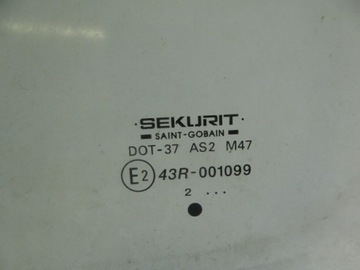 ·SEKURIT·
SAINT-GOBAIN
DOT-37 AS2 M47
E2 43R-001099
2 ...